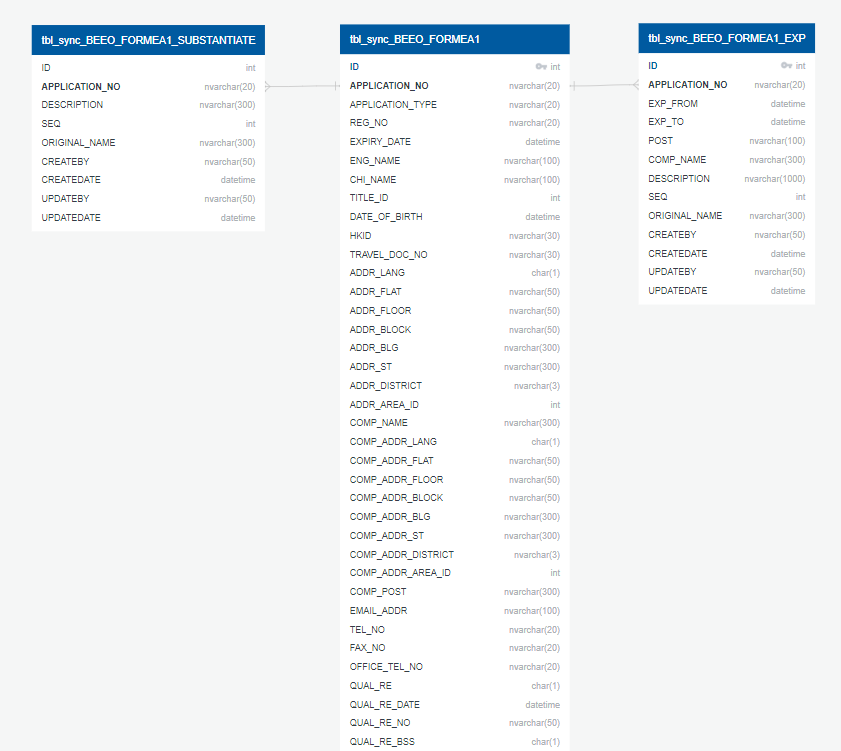 tbl_sync_BEEO_FORMEA1_SUBSTANTIATE
ID int
APPLICATION_NO nvarchar(20)
DESCRIPTION nvarchar(300)
SEQ int
ORIGINAL_NAME nvarchar(300)
CREATEBY nvarchar(50)
CREATEDATE datetime
UPDATEBY nvarchar(50)
UPDATEDATE datetime
tbl_sync_BEEO_FORMEA1
ID int
APPLICATION_NO nvarchar(20)
APPLICATION_TYPE nvarchar(20)
REG_NO nvarchar(20)
EXPIRY_DATE datetime
ENG_NAME nvarchar(100)
CHI_NAME nvarchar(100)
TITLE_ID int
DATE_OF_BIRTH datetime
HKID nvarchar(30)
TRAVEL_DOC_NO nvarchar(30)
ADDR_LANG char(1)
ADDR_FLAT nvarchar(50)
ADDR_FLOOR nvarchar(50)
ADDR_BLOCK nvarchar(50)
ADDR_BLG nvarchar(300)
ADDR_ST nvarchar(300)
ADDR_DISTRICT nvarchar(3)
ADDR_AREA_ID int
COMP_NAME nvarchar(300)
COMP_ADDR_LANG char(1)
COMP_ADDR_FLAT nvarchar(50)
COMP_ADDR_FLOOR nvarchar(50)
COMP_ADDR_BLOCK nvarchar(50)
COMP_ADDR_BLG nvarchar(300)
COMP_ADDR_ST nvarchar(300)
COMP_ADDR_DISTRICT nvarchar(3)
COMP_ADDR_AREA_ID int
COMP_POST nvarchar(300)
EMAIL_ADDR nvarchar(100)
TEL_NO nvarchar(20)
FAX_NO nvarchar(20)
OFFICE_TEL_NO nvarchar(20)
QUAL_RE char(1)
QUAL_RE_DATE datetime
QUAL_RE_NO nvarchar(50)
QUAL_RE_BSS char(1)
tbl_sync_BEEO_FORMEA1_EXP
ID int
APPLICATION_NO nvarchar(20)
EXP_FROM datetime
EXP_TO datetime
POST nvarchar(100)
COMP_NAME nvarchar(300)
DESCRIPTION nvarchar(1000)
SEQ int
ORIGINAL_NAME nvarchar(300)
CREATEBY nvarchar(50)
CREATEDATE datetime
UPDATEBY nvarchar(50)
UPDATEDATE datetime